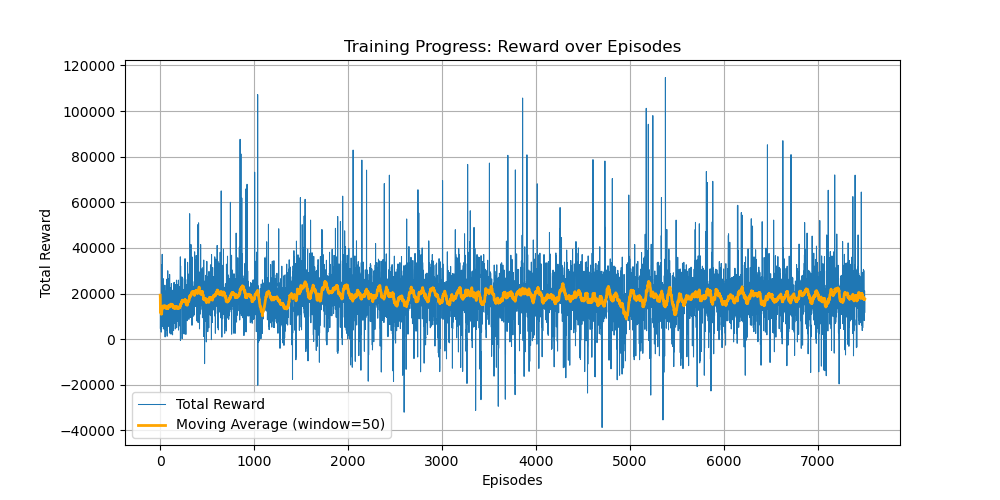 Training Progress: Reward over Episodes
120000
100000
80000
60000
40000
20000
0
−20000
−40000
Total Reward
Total Reward
Moving Average (window=50)
0 1000 2000 3000 4000 5000 6000 7000
Episodes